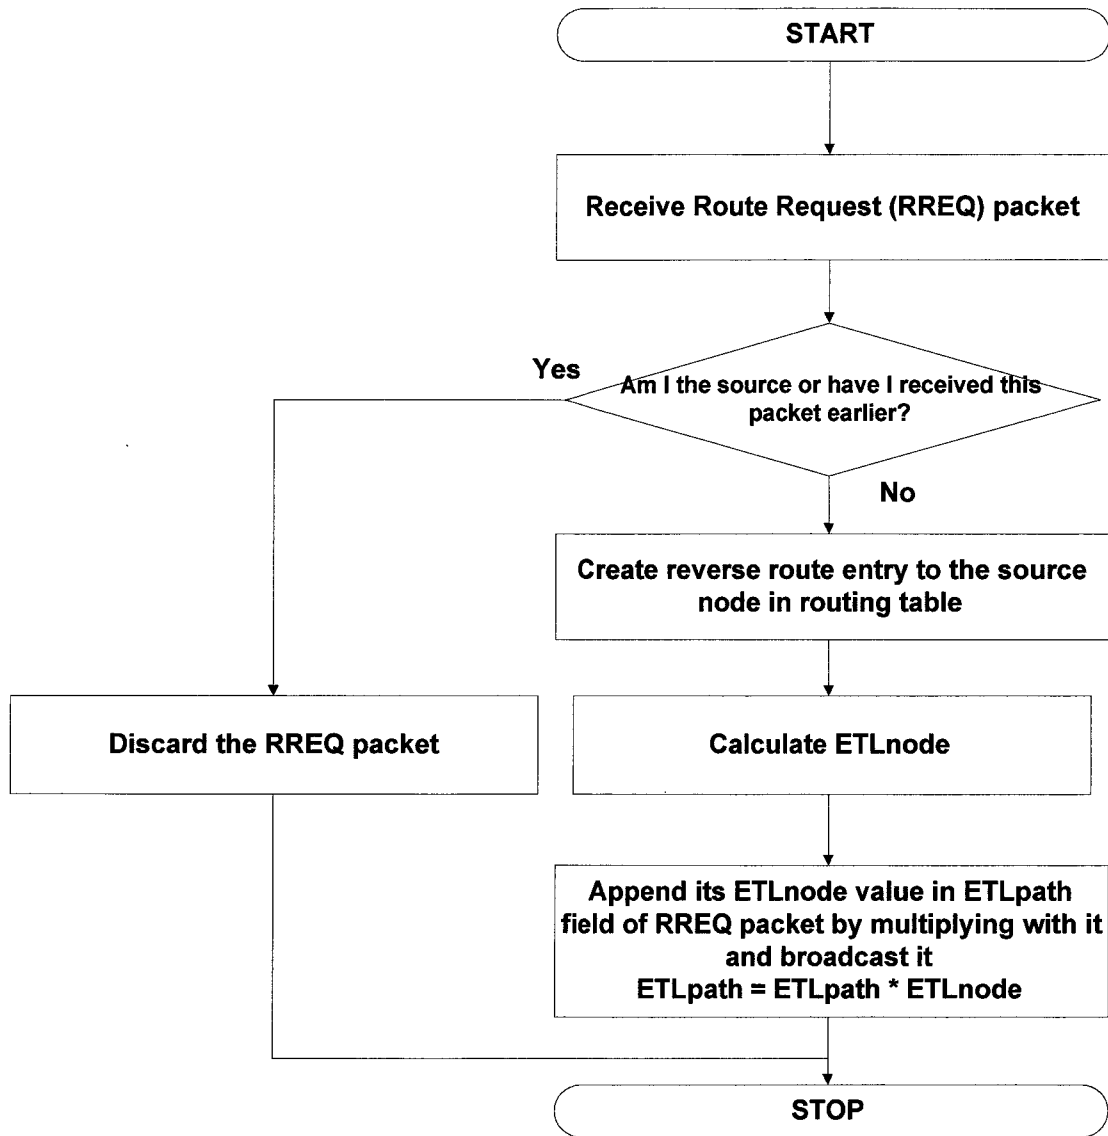 START
Receive Route Request (RREQ) packet
Yes
Am I the source or have I received this
packet earlier?
No
Create reverse route entry to the source
node in routing table
Discard the RREQ packet
Calculate ETLnode
Append its ETLnode value in ETLpath
field of RREQ packet by multiplying with it
and broadcast it
ETLpath = ETLpath * ETLnode
STOP